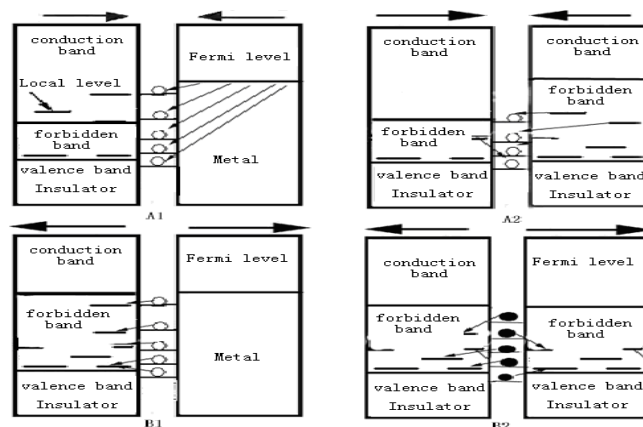 conduction
band
Local level
forbidden
band
valence band
Insulator
Fermi level
Metal
A1
conduction
band
forbidden
band
valence band
Insulator
conduction
band
forbidden
band
valence band
Insulator
A2
conduction
band
forbidden
band
valence band
Insulator
Fermi level
Metal
B1
conduction
band
forbidden
band
valence band
Insulator
Fermi level
forbidden
band
valence band
Insulator
B2